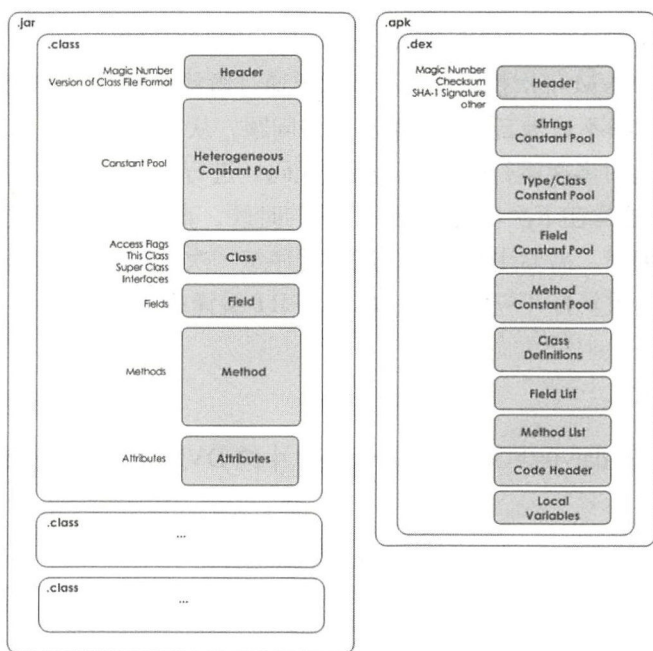 .jar
.class
Magic Number
Version of Class File Format
Header
Constant Pool
Heterogeneous
Constant Pool
Access Flags
This Class
Super Class
Interfaces
Class
Fields
Field
Methods
Method
Attributes
Attributes
.class
...
.class
...
.apk
.dex
Magic Number
Checksum
SHA-1 Signature
other
Header
Strings
Constant Pool
Type/Class
Constant Pool
Field
Constant Pool
Method
Constant Pool
Class
Definitions
Field List
Method List
Code Header
Local
Variables